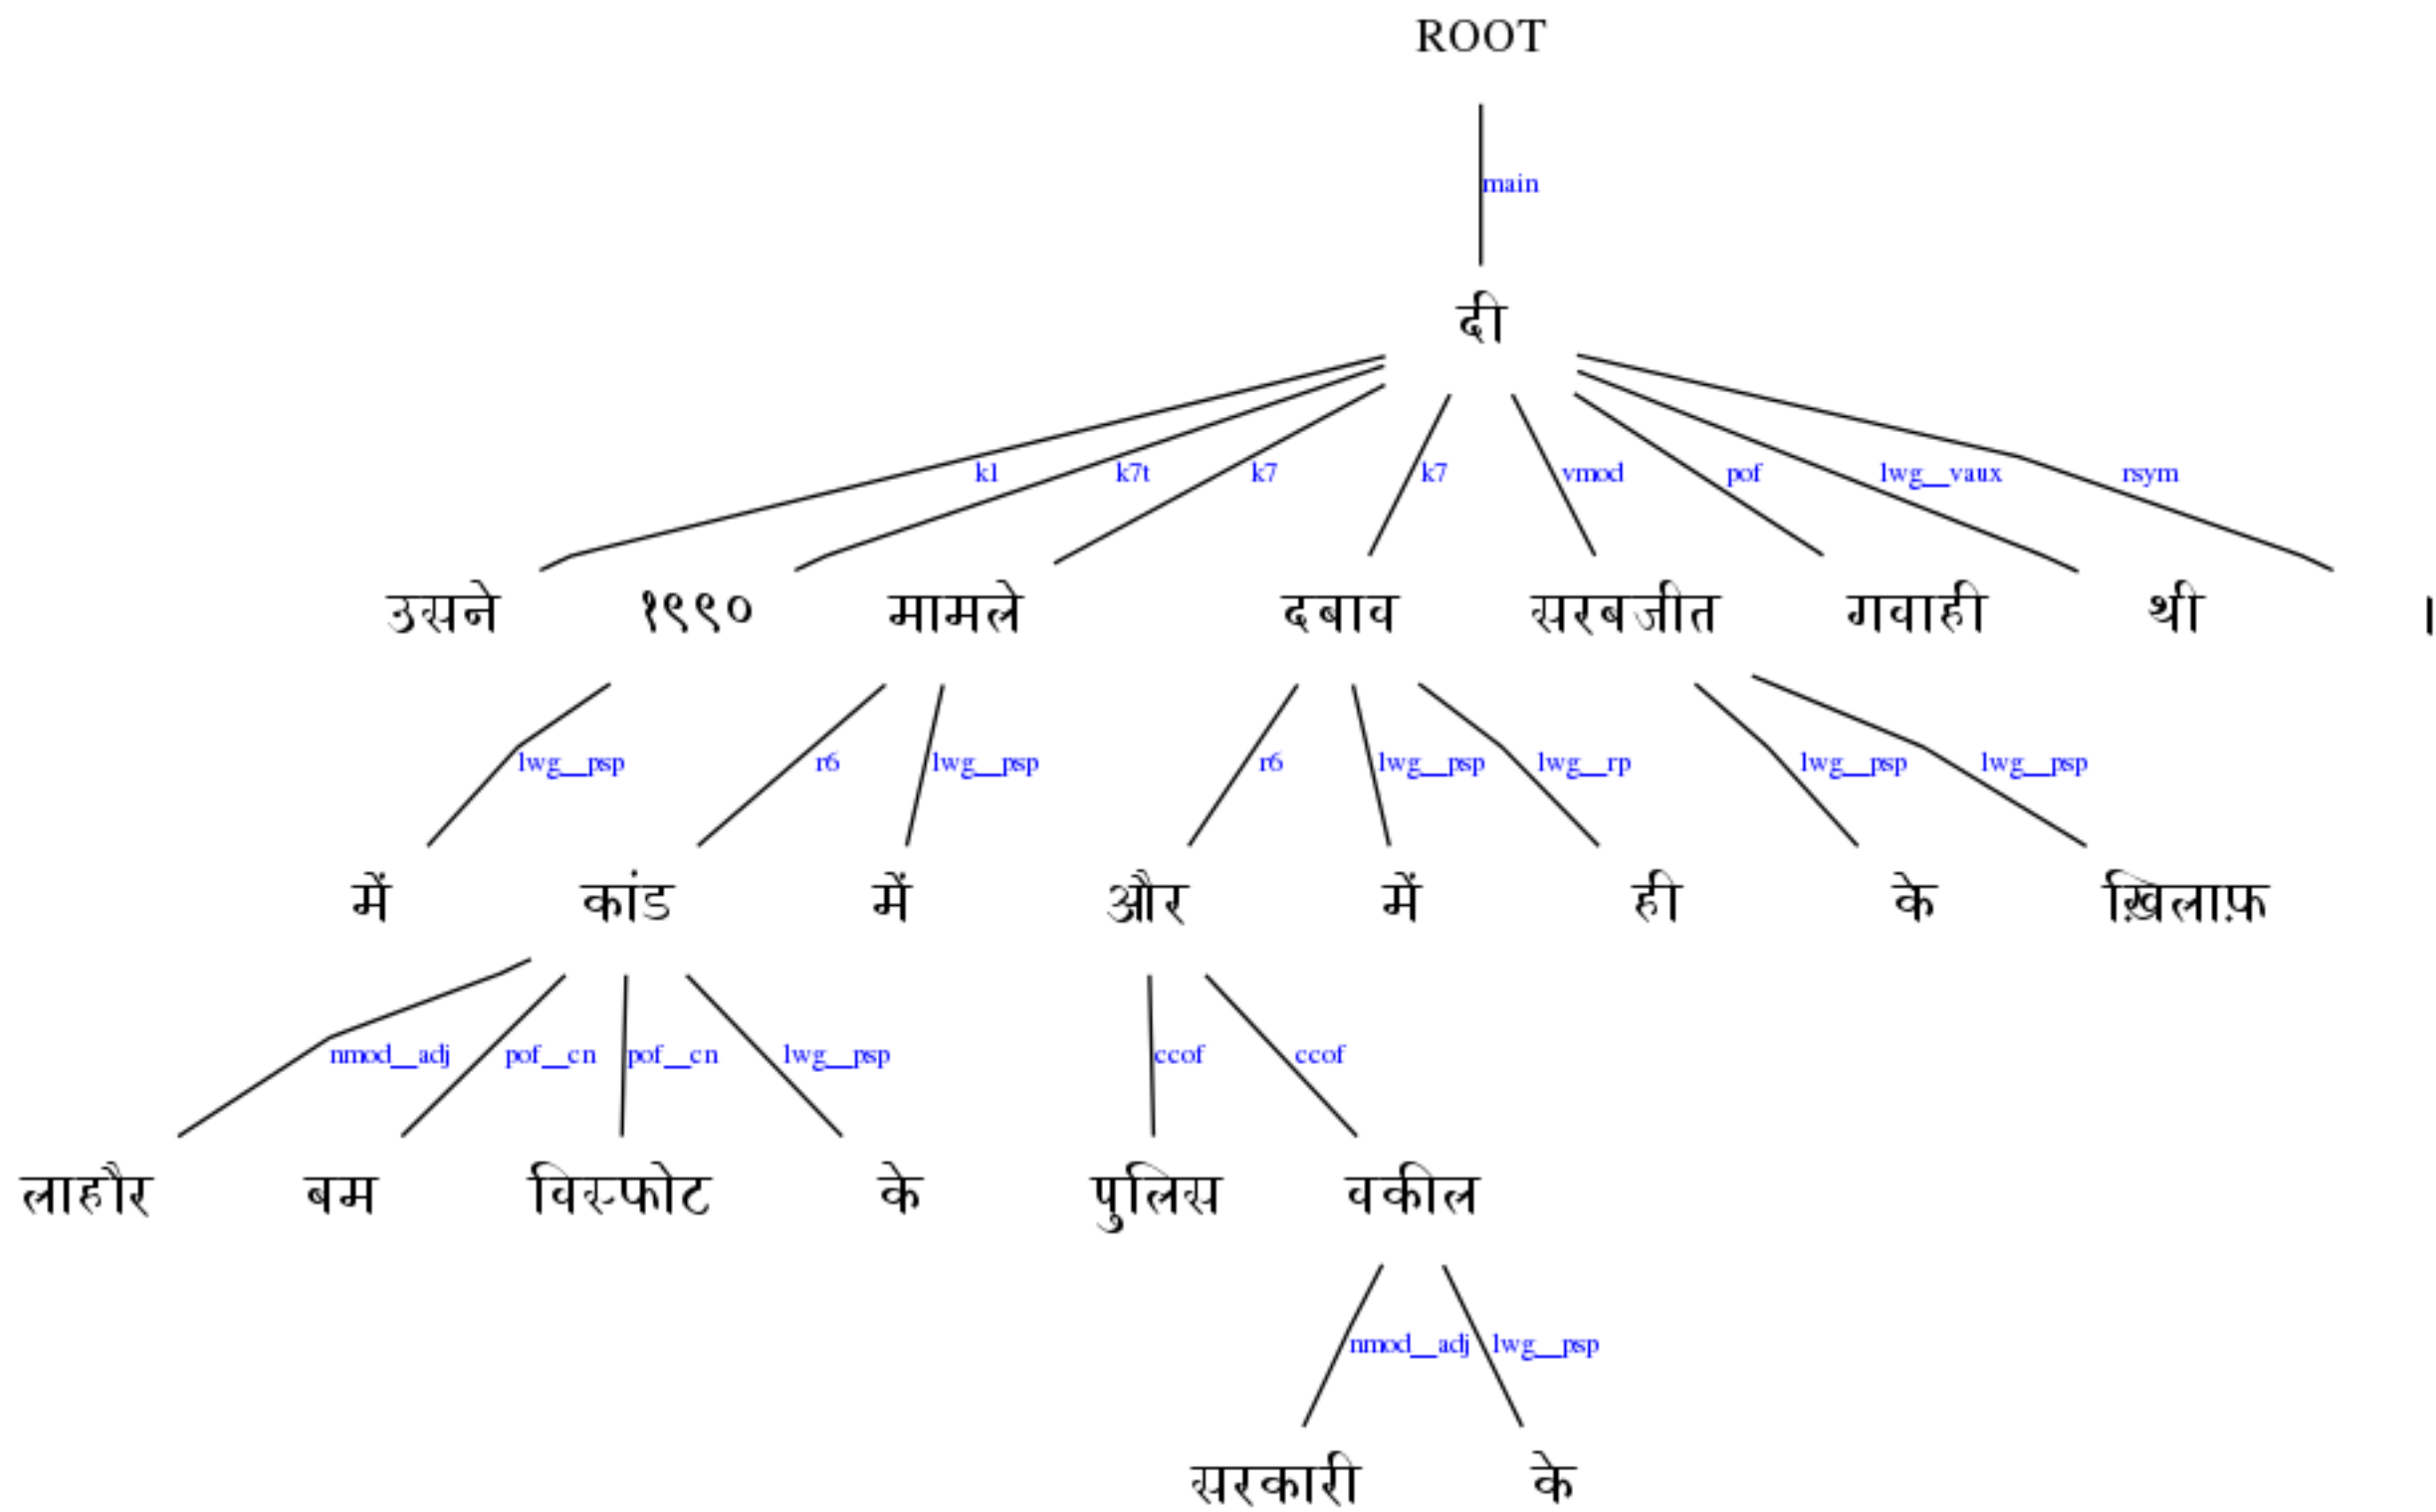 ROOT
main
दी
k1 k7t k7 k7 vmod pof lwg__vaux rsym
उसने १९९० मामले दबाव सरबजीत गवाही थी ।
lwg__psp r6 lwg__psp r6 lwg__psp lwg__rp lwg__psp lwg__psp
में कांड में और में ही के ख़िलाफ़
nmod__adj pof__cn pof__cn lwg__psp ccof ccof
लाहौर बम विस्फोट के पुलिस वकील
nmod__adj lwg__psp
सरकारी के